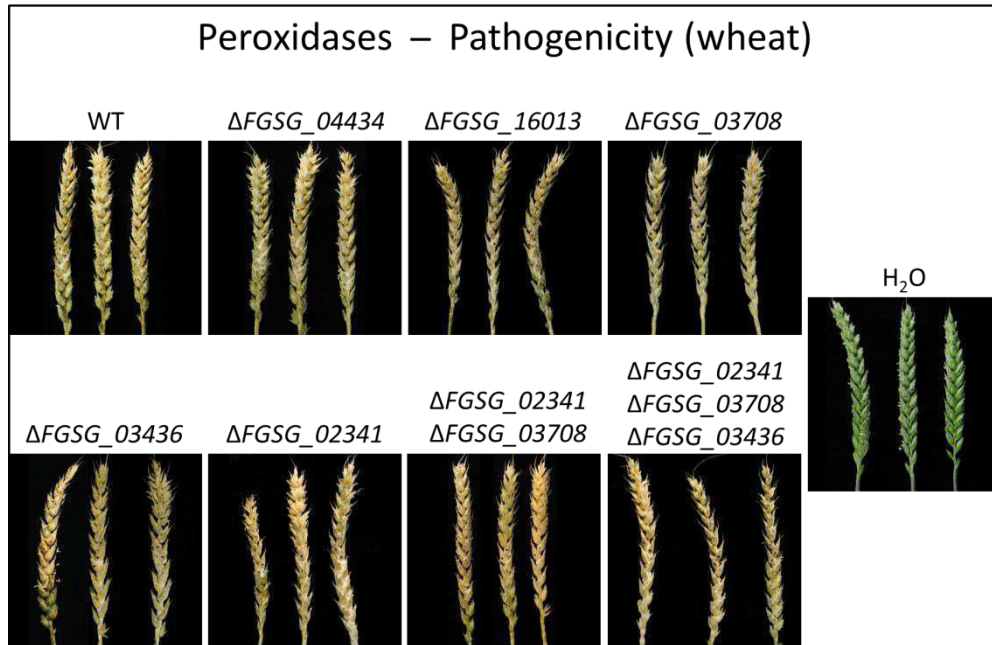 Peroxidases – Pathogenicity (wheat)
WT
ΔFGSG_04434
ΔFGSG_16013
ΔFGSG_03708
H₂O
ΔFGSG_03436
ΔFGSG_02341
ΔFGSG_02341
ΔFGSG_03708
ΔFGSG_02341
ΔFGSG_03708
ΔFGSG_03436